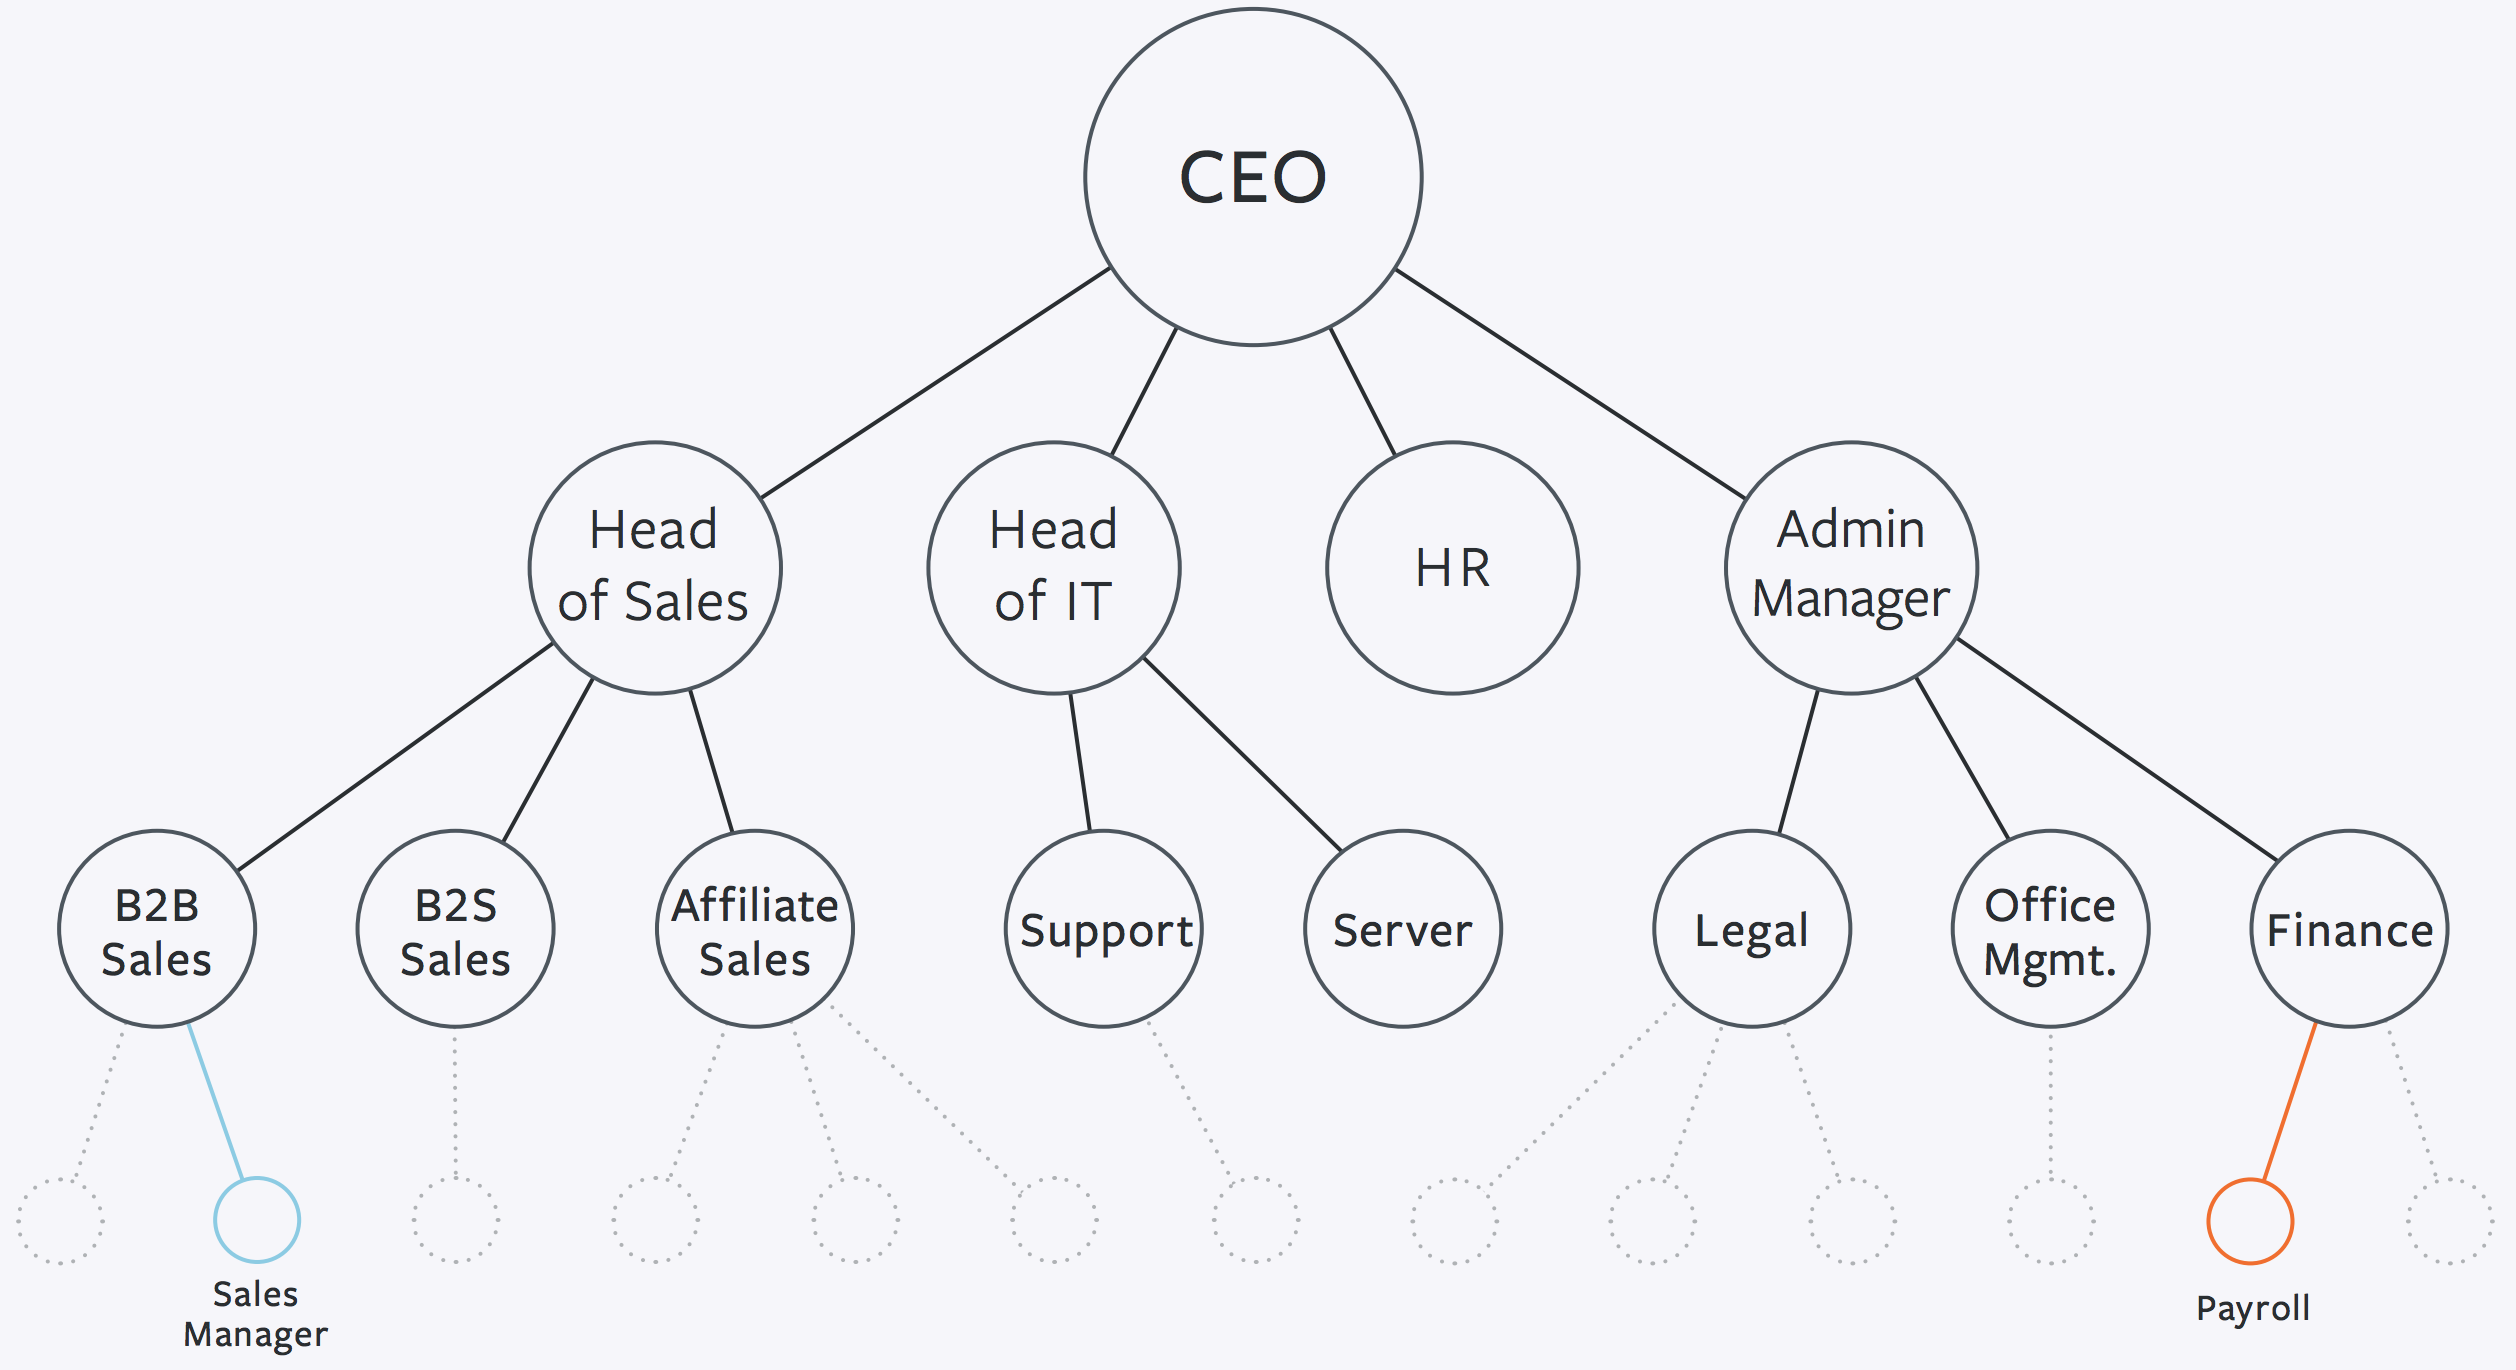 CEO
Head
of Sales
Head
of IT
HR
Admin
Manager
B2B
Sales
B2S
Sales
Affiliate
Sales
Support
Server
Legal
Office
Mgmt.
Finance
Sales
Manager
Payroll